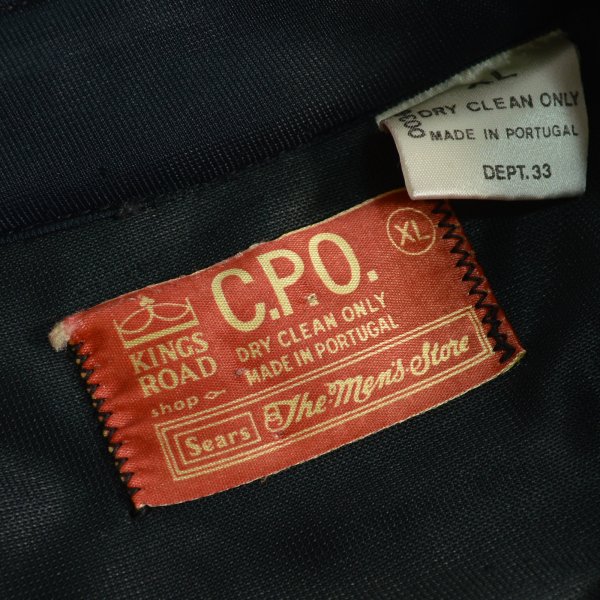 XL
DRY CLEAN ONLY
MADE IN PORTUGAL
DEPT. 33
C.P.O.
XL
KINGS
ROAD
shop
DRY CLEAN ONLY
MADE IN PORTUGAL
Sears The Men's Store